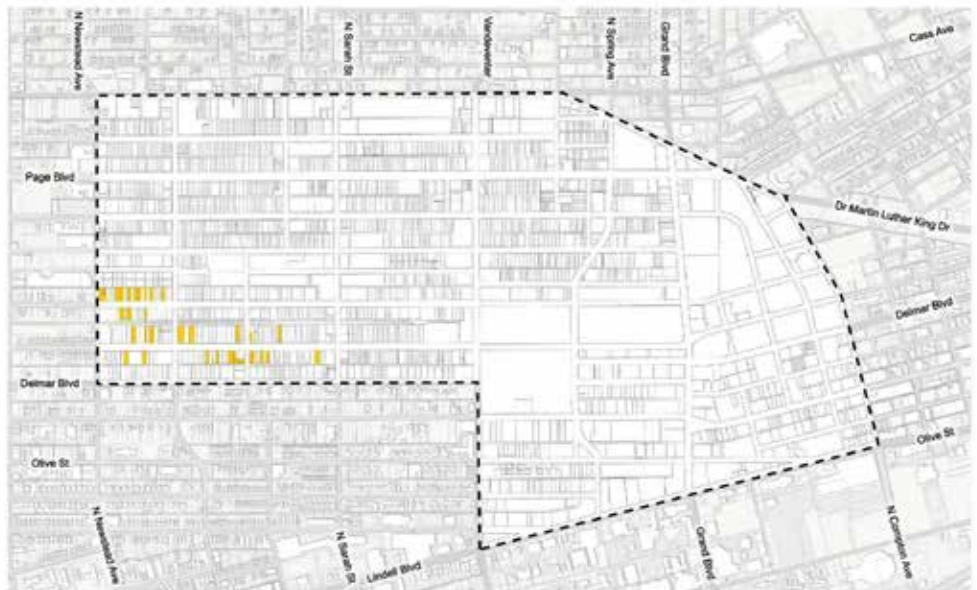 N Newstead Ave
N Sarah St
Vandeventer
N Spring Ave
Grand Blvd
Cass Ave
Page Blvd
Dr Martin Luther King Dr
Delmar Blvd
Delmar Blvd
Olive St
Olive St
N Newstead Ave
N Sarah St
Lindell Blvd
Grand Blvd
N Compton Ave